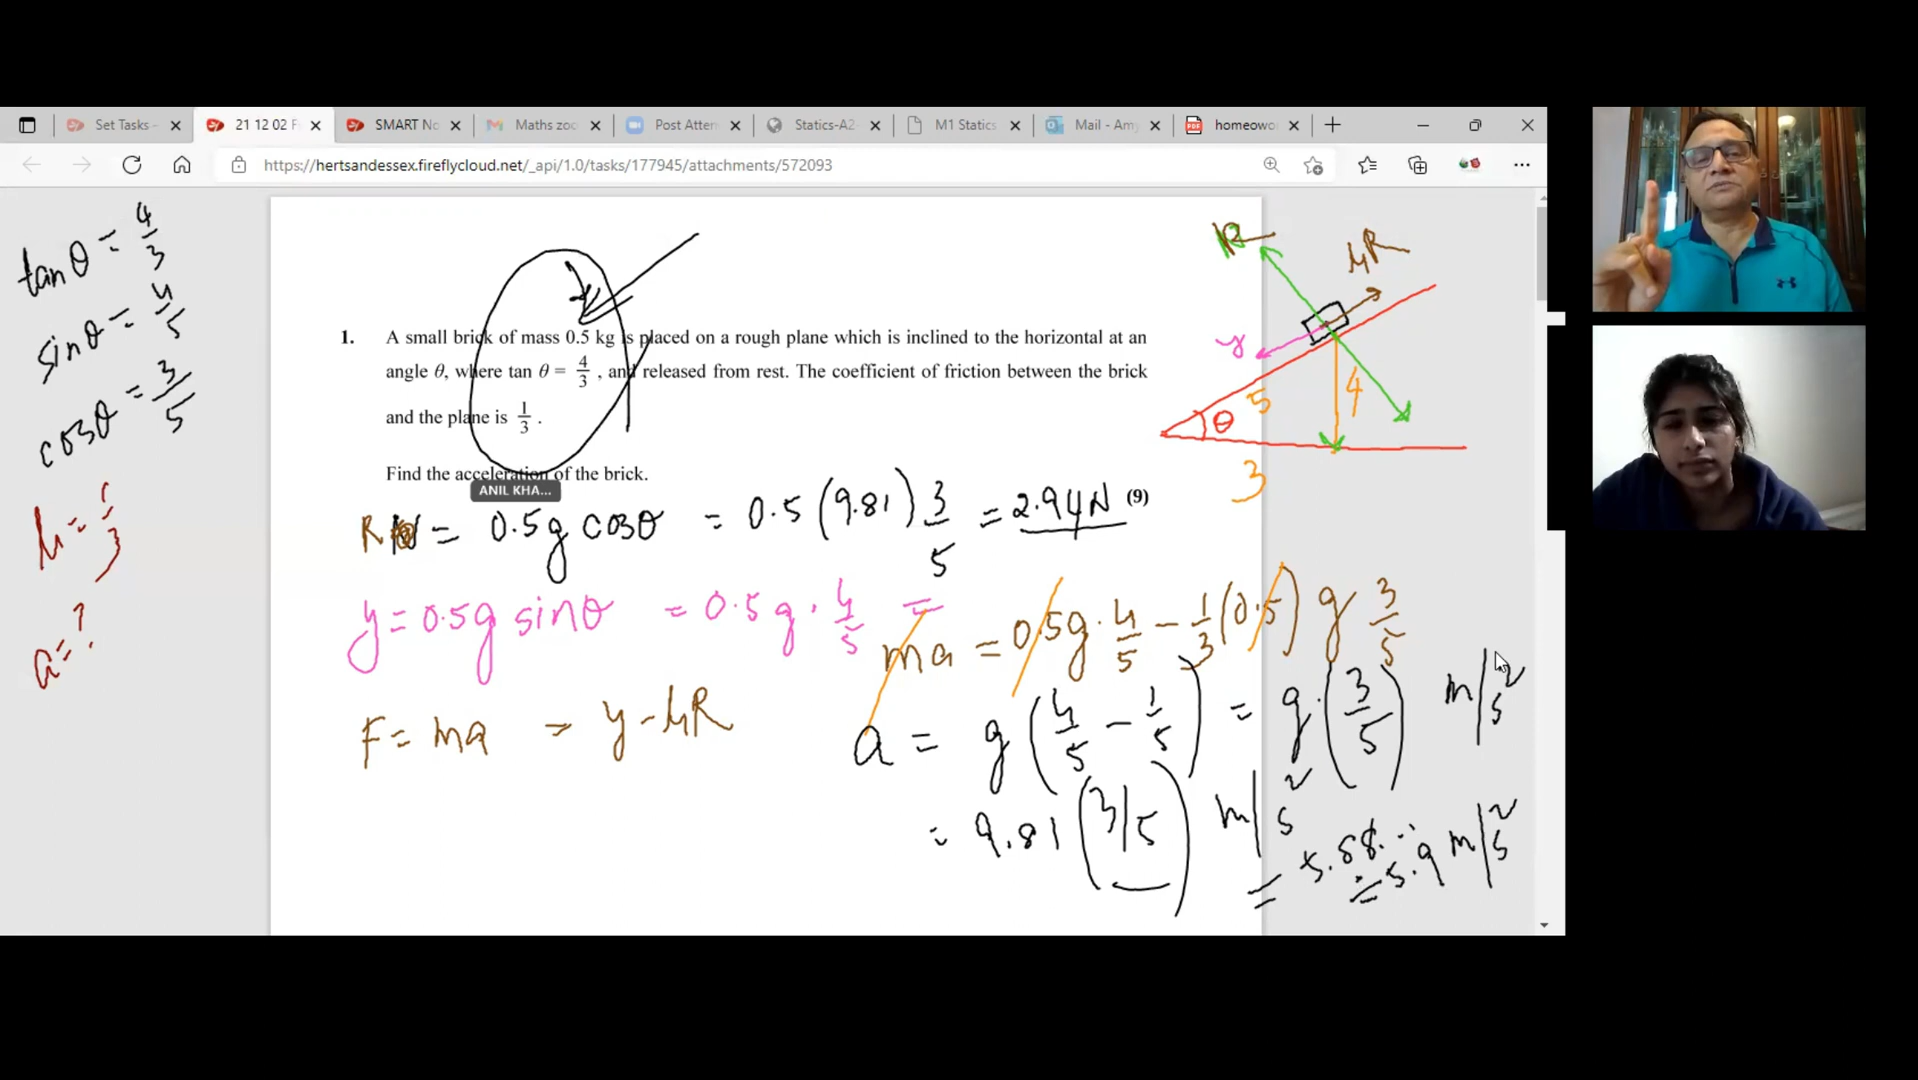 Set Tasks -
21 12 02 F
SMART No
Maths zoo
Post Atten
Statics-A2-
M1 Statics
Mail - Am
homeowo
https://hertsandessex.fireflycloud.net/_api/1.0/tasks/177945/attachments/572093
tanθ = 4/3
sinθ = 4/5
cosθ = 3/5
μ = 1/3
a = ?
R
μR
y
5
4
θ
3
1. A small brick of mass 0.5 kg is placed on a rough plane which is inclined to the horizontal at an
angle θ, where tan θ = 4/3 , and released from rest. The coefficient of friction between the brick
and the plane is 1/3 .
Find the acceleration of the brick.
ANIL KHA...
(9)
R = 0.5g cosθ = 0.5 (9.81) 3/5 = 2.94N
y = 0.5g sinθ = 0.5g · 4/5 =
ma = 0.5g · 4/5 - 1/3 (0.5) g 3/5
F = ma = y - μR
a = g (4/5 - 1/5) = g · (3/5) m/s²
= 9.81 (3/5) m/s²
= 5.88.. = 5.9 m/s²